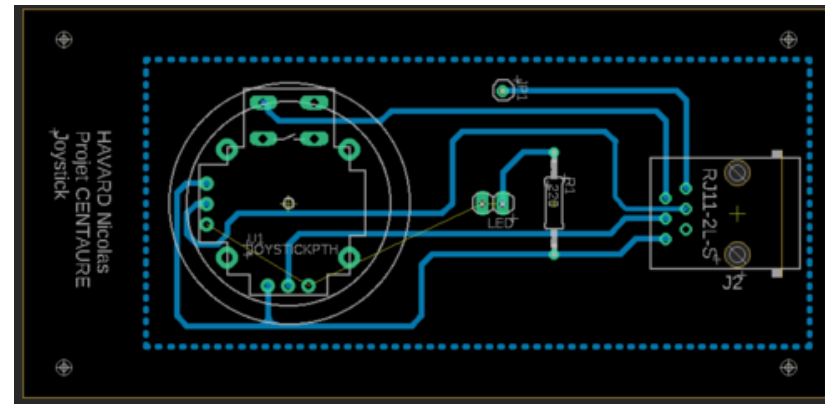 HAVARD Nicolas
Projet CENTAURE
Joystick
U1
JOYSTICKPTH
JP1
LED
R1
220
RJ11-2L-S
J2